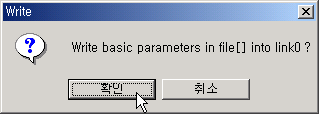 Write
Write basic parameters in file[] into link0 ?
확인
취소